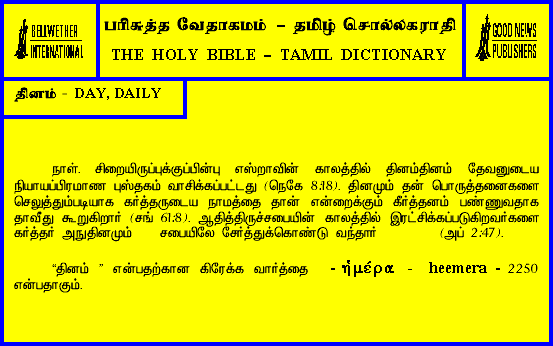 BELLWETHER
INTERNATIONAL
பரிசுத்த வேதாகமம் – தமிழ் சொல்லகராதி
THE HOLY BIBLE – TAMIL DICTIONARY
GOOD NEWS
PUBLISHERS
தினம் - DAY, DAILY
நாள். சிறையிருப்புக்குப்பின்பு எஸ்றாவின் காலத்தில் தினம்தினம் தேவனுடைய
நியாயப்பிரமாண புஸ்தகம் வாசிக்கப்பட்டது (நெகே 8:18). தினமும் தன் பொருத்தனைகளை
செலுத்தும்படியாக கர்த்தருடைய நாமத்தை தான் என்றைக்கும் கீர்த்தனம் பண்ணுவதாக
தாவீது கூறுகிறார் (சங் 61:8). ஆதித்திருச்சபையின் காலத்தில் இரட்சிக்கப்படுகிறவர்களை
கர்த்தர் அநுதினமும் சபையிலே சேர்த்துக்கொண்டு வந்தார் (அப் 2:47).
“தினம் ” என்பதற்கான கிரேக்க வார்த்தை - ἡμέρα - heemera - 2250
என்பதாகும்.